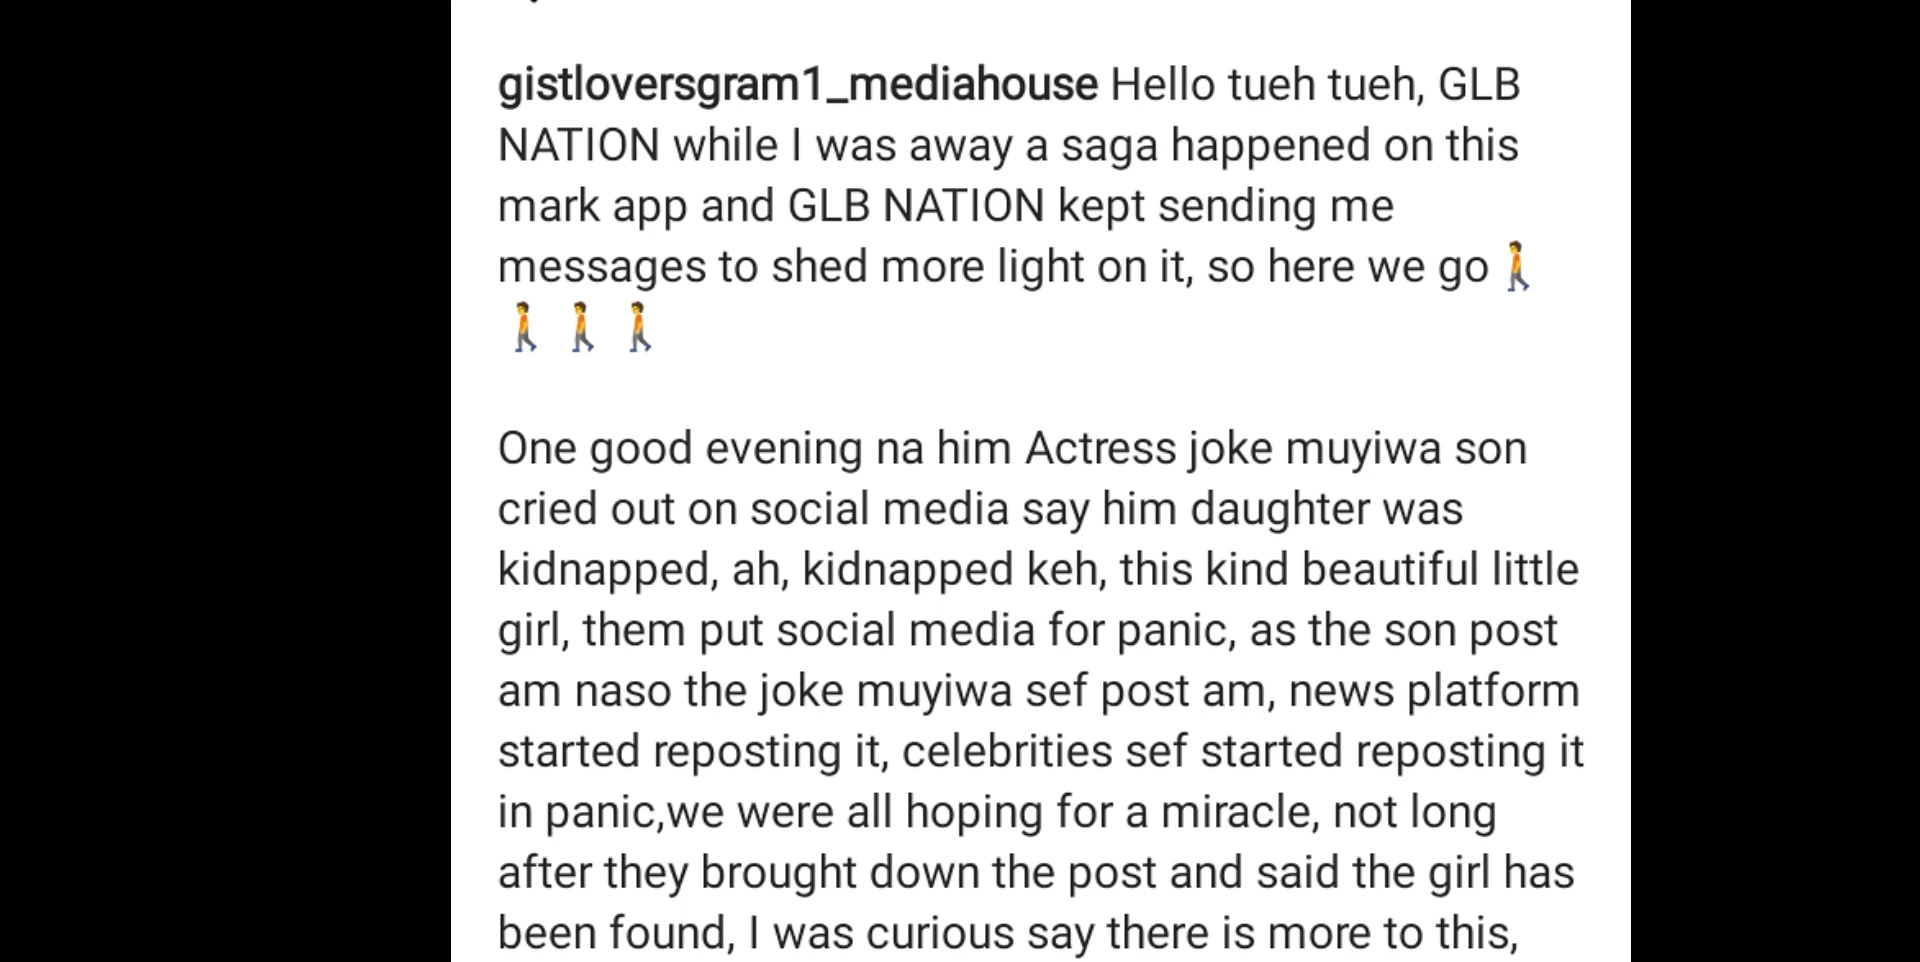 gistloversgram1_mediahouse Hello tueh tueh, GLB
NATION while I was away a saga happened on this
mark app and GLB NATION kept sending me
messages to shed more light on it, so here we go🚶
🚶🚶🚶
One good evening na him Actress joke muyiwa son
cried out on social media say him daughter was
kidnapped, ah, kidnapped keh, this kind beautiful little
girl, them put social media for panic, as the son post
am naso the joke muyiwa sef post am, news platform
started reposting it, celebrities sef started reposting it
in panic,we were all hoping for a miracle, not long
after they brought down the post and said the girl has
been found, I was curious say there is more to this,